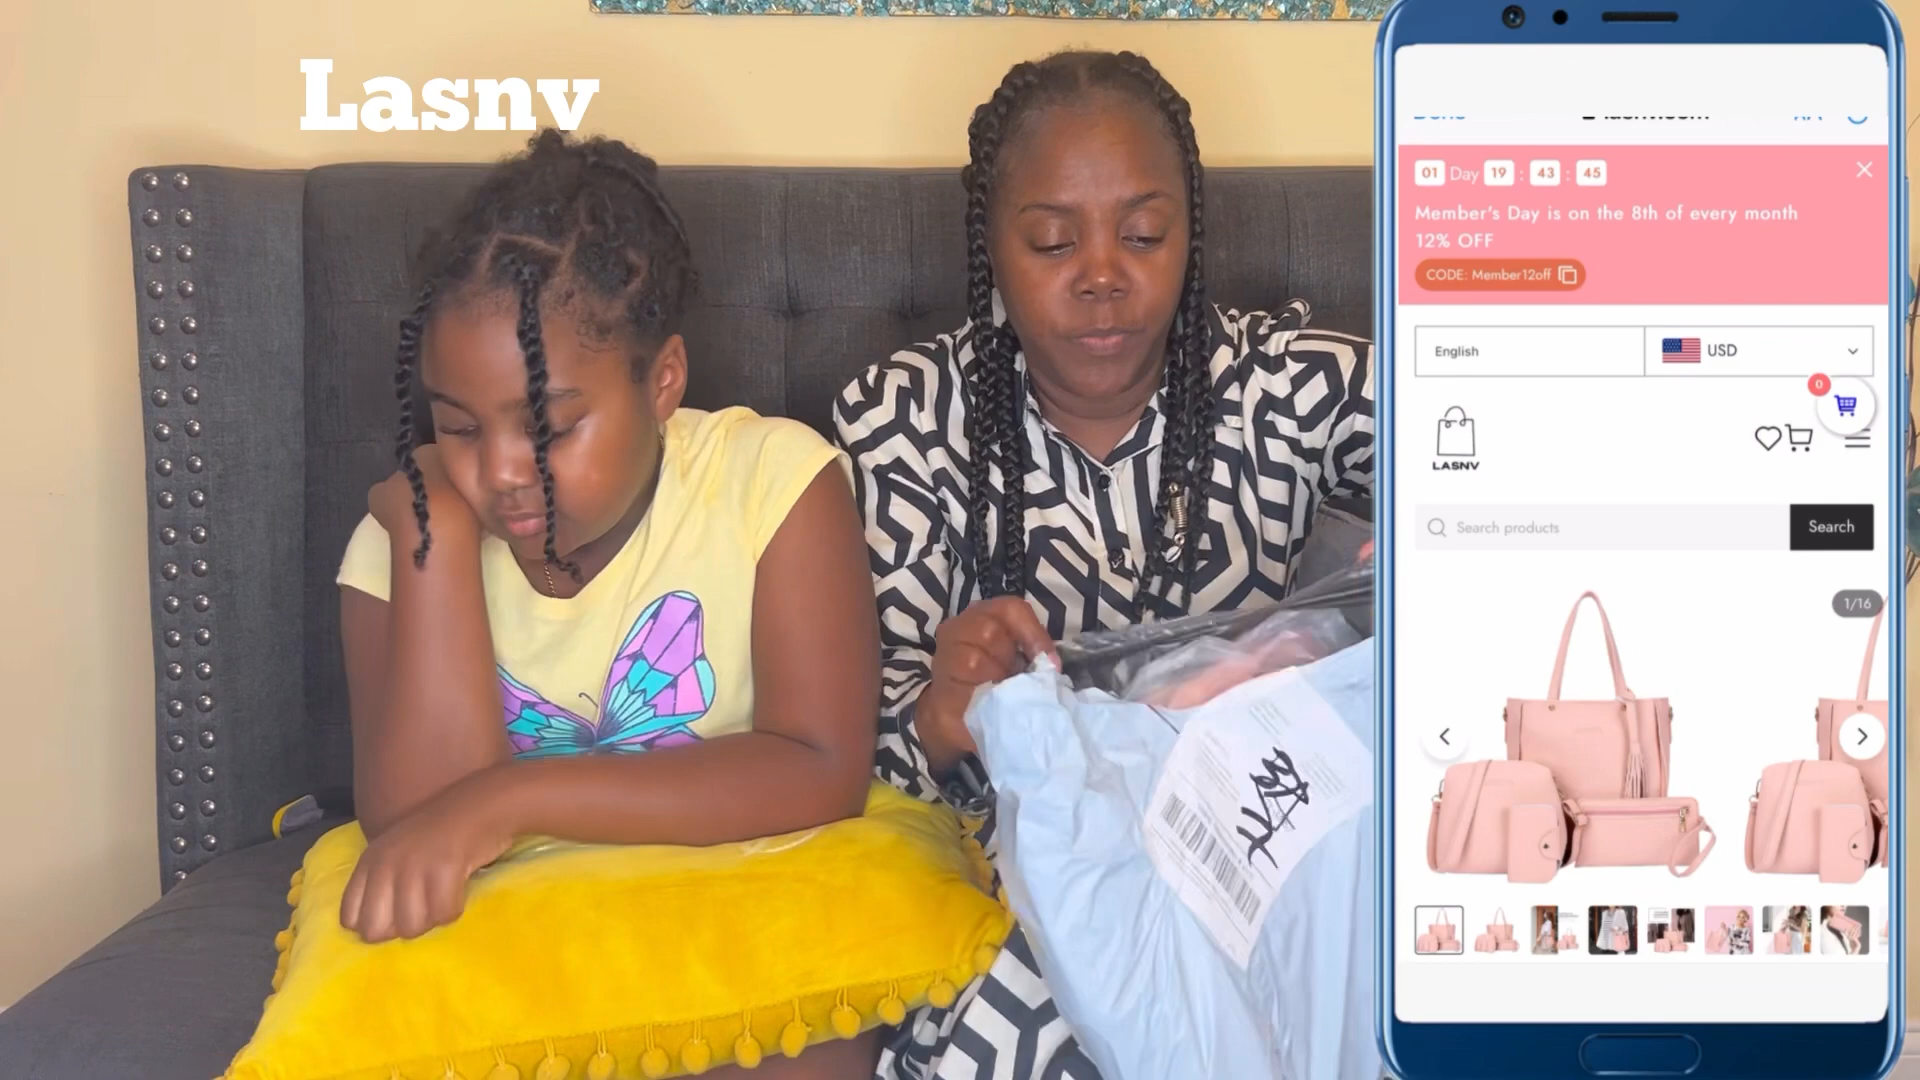 Lasnv
01 Day 19 : 43 : 45
Member's Day is on the 8th of every month
12% OFF
CODE: Member12off
English
USD
0
LASNV
Search products
Search
1/16